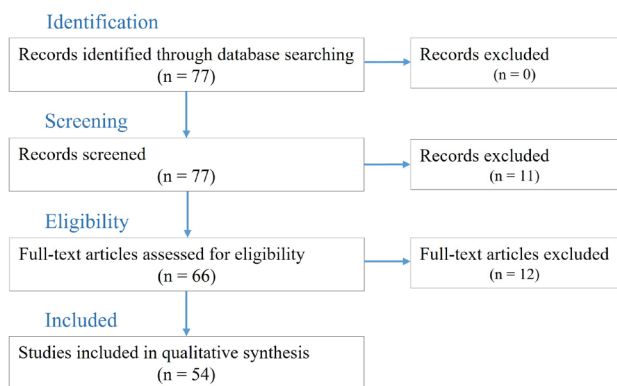 Identification
Records identified through database searching
(n = 77)
Records excluded
(n = 0)
Screening
Records screened
(n = 77)
Records excluded
(n = 11)
Eligibility
Full-text articles assessed for eligibility
(n = 66)
Full-text articles excluded
(n = 12)
Included
Studies included in qualitative synthesis
(n = 54)